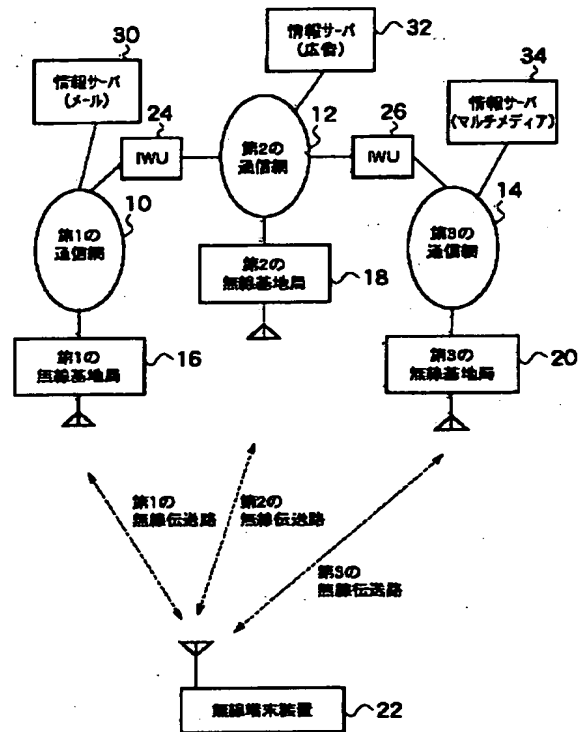 30
情報サーバ
(メール)
24
IWU
情報サーバ
(広告)
32
12
第2の
通信網
26
IWU
34
情報サーバ
(マルチメディア)
10
第1の
通信網
14
第3の
通信網
第2の
無線基地局
18
第1の
無線基地局
16
第3の
無線基地局
20
第1の
無線伝送路
第2の
無線伝送路
第3の
無線伝送路
無線端末装置
22